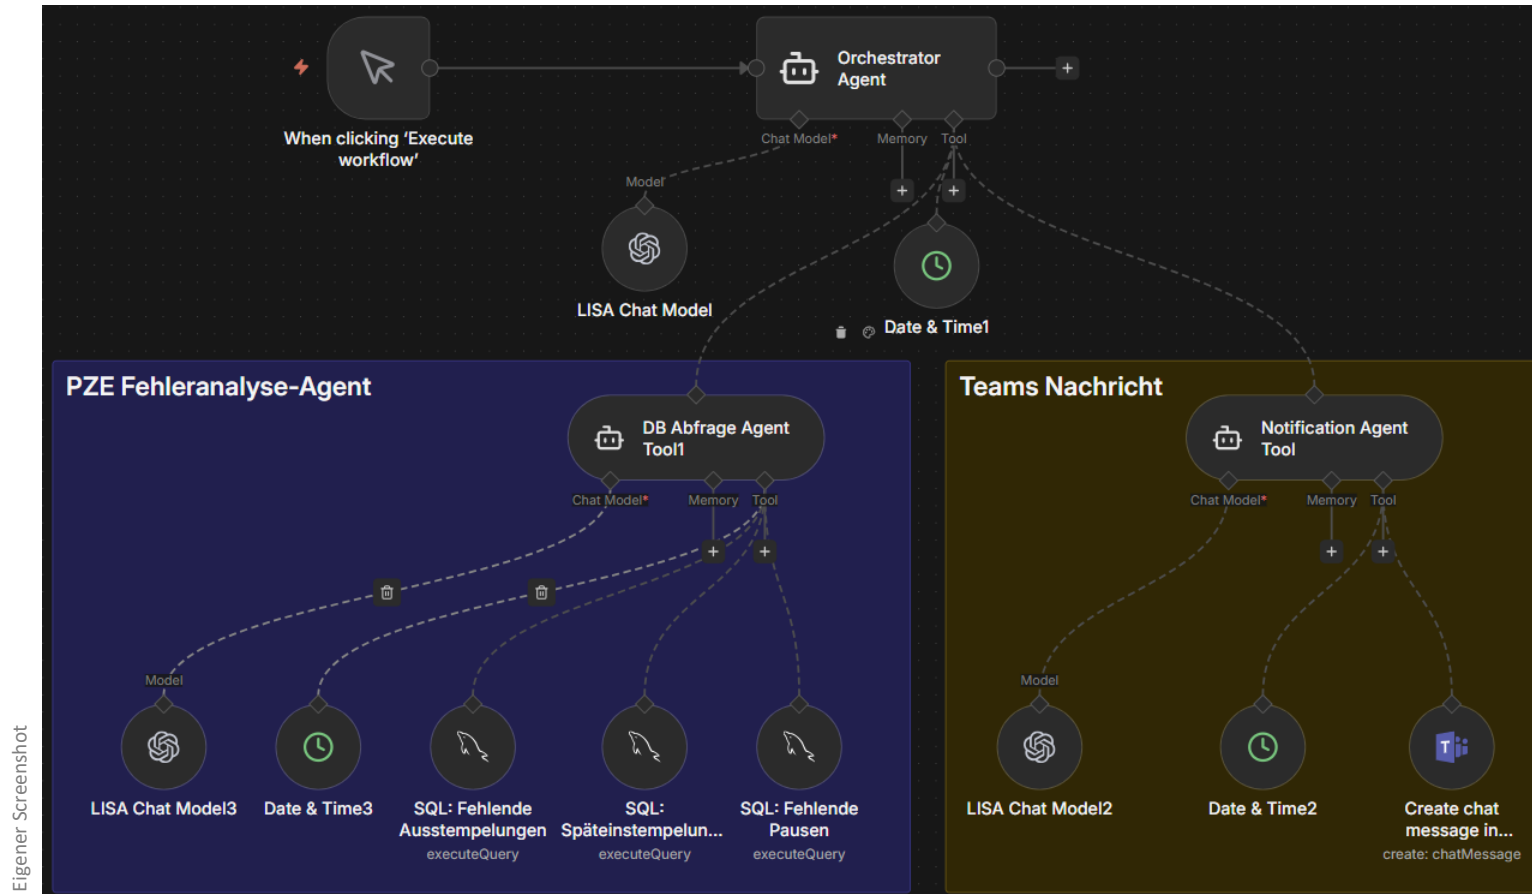 Orchestrator
Agent
When clicking ‘Execute
workflow’
Chat Model*
Memory
Tool
Model
LISA Chat Model
Date & Time1
PZE Fehleranalyse-Agent
DB Abfrage Agent
Tool1
Chat Model*
Memory
Tool
Model
LISA Chat Model3
Date & Time3
SQL: Fehlende
Ausstempelungen
executeQuery
SQL:
Späteinstempelun...
executeQuery
SQL: Fehlende
Pausen
executeQuery
Teams Nachricht
Notification Agent
Tool
Chat Model*
Memory
Tool
Model
LISA Chat Model2
Date & Time2
Create chat
message in...
create: chatMessage
Eigener Screenshot